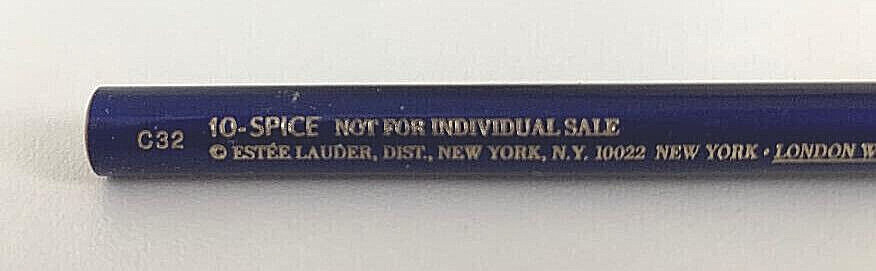 C32 10-SPICE NOT FOR INDIVIDUAL SALE
© ESTÉE LAUDER, DIST., NEW YORK, N.Y. 10022 NEW YORK · LONDON W